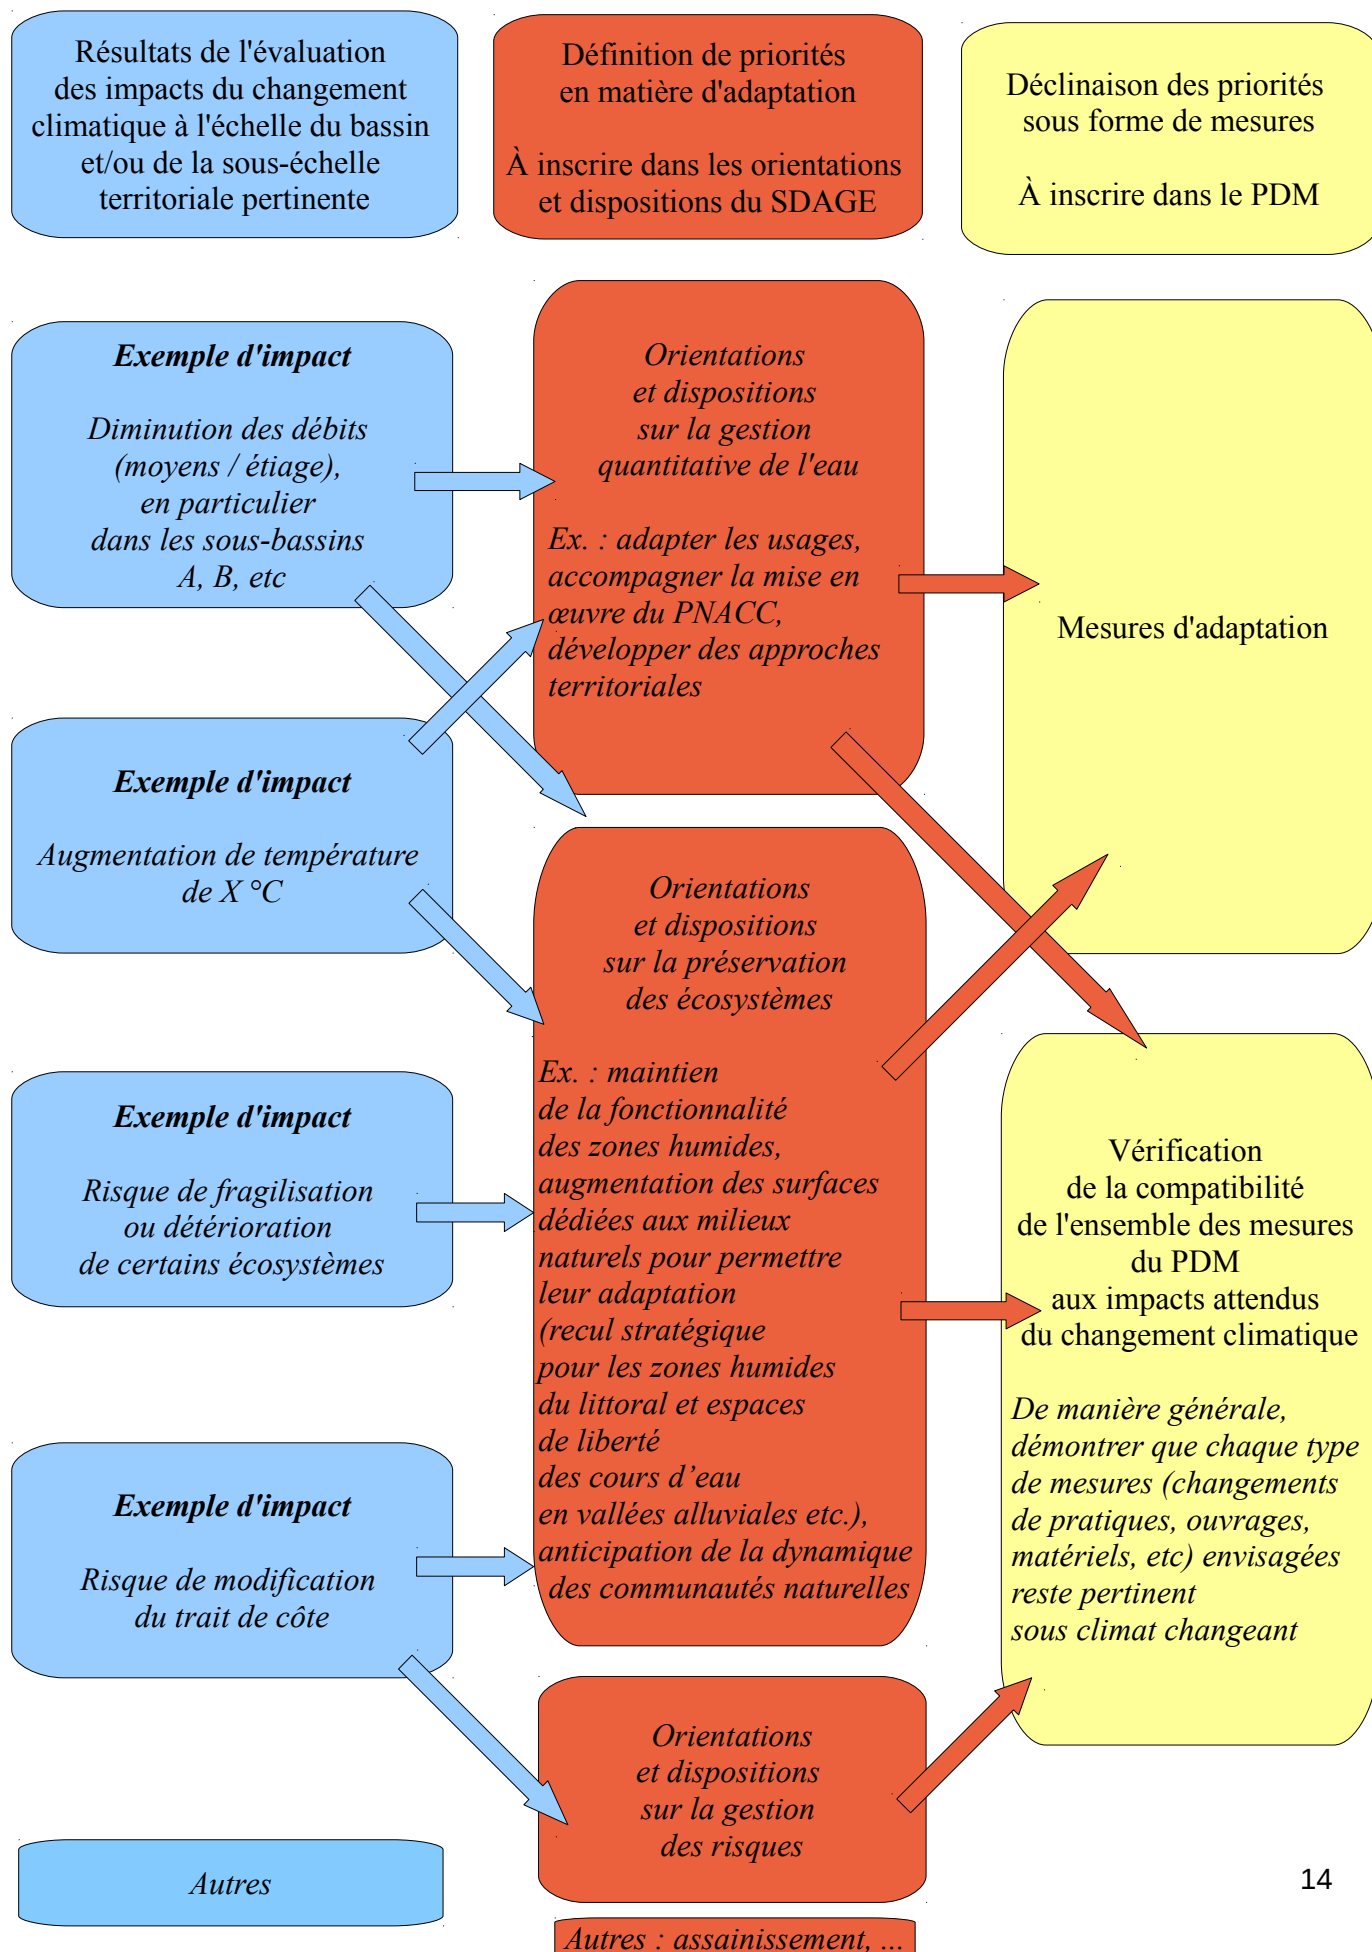 Résultats de l'évaluation
des impacts du changement
climatique à l'échelle du bassin
et/ou de la sous-échelle
territoriale pertinente
Définition de priorités
en matière d'adaptation
À inscrire dans les orientations
et dispositions du SDAGE
Déclinaison des priorités
sous forme de mesures
À inscrire dans le PDM
Exemple d'impact
Diminution des débits
(moyens / étiage),
en particulier
dans les sous-bassins
A, B, etc
Exemple d'impact
Augmentation de température
de X °C
Exemple d'impact
Risque de fragilisation
ou détérioration
de certains écosystèmes
Exemple d'impact
Risque de modification
du trait de côte
Autres
Orientations
et dispositions
sur la gestion
quantitative de l'eau
Ex. : adapter les usages,
accompagner la mise en
œuvre du PNACC,
développer des approches
territoriales
Orientations
et dispositions
sur la préservation
des écosystèmes
Ex. : maintien
de la fonctionnalité
des zones humides,
augmentation des surfaces
dédiées aux milieux
naturels pour permettre
leur adaptation
(recul stratégique
pour les zones humides
du littoral et espaces
de liberté
des cours d’eau
en vallées alluviales etc.),
anticipation de la dynamique
des communautés naturelles
Orientations
et dispositions
sur la gestion
des risques
Autres : assainissement, ...
Mesures d'adaptation
Vérification
de la compatibilité
de l'ensemble des mesures
du PDM
aux impacts attendus
du changement climatique
De manière générale,
démontrer que chaque type
de mesures (changements
de pratiques, ouvrages,
matériels, etc) envisagées
reste pertinent
sous climat changeant
14